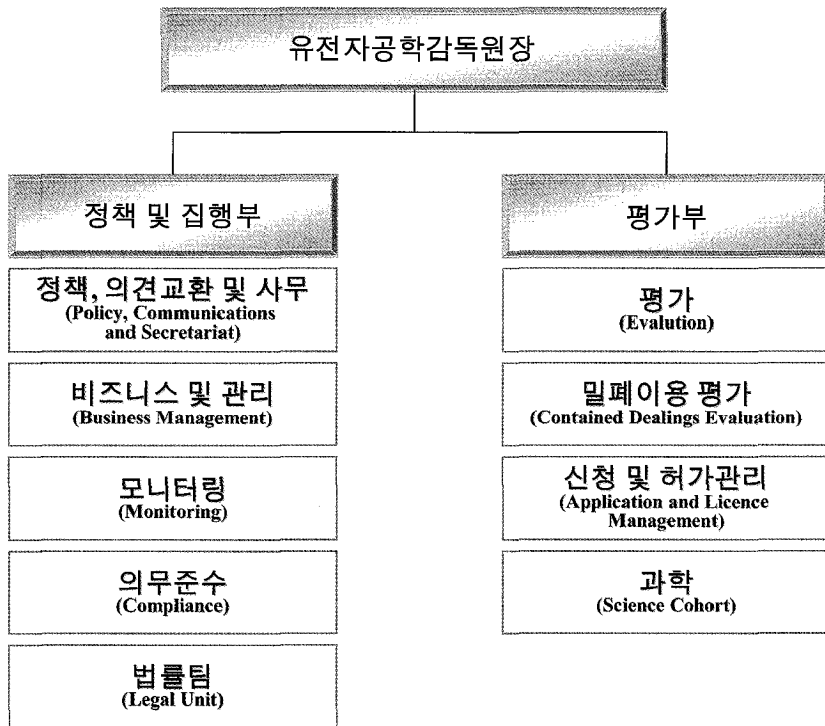 유전자공학감독원장
정책 및 집행부
정책, 의견교환 및 사무
(Policy, Communications
and Secretariat)
비즈니스 및 관리
(Business Management)
모니터링
(Monitoring)
의무준수
(Compliance)
법률팀
(Legal Unit)
평가부
평가
(Evalution)
밀폐이용 평가
(Contained Dealings Evaluation)
신청 및 허가관리
(Application and Licence
Management)
과학
(Science Cohort)